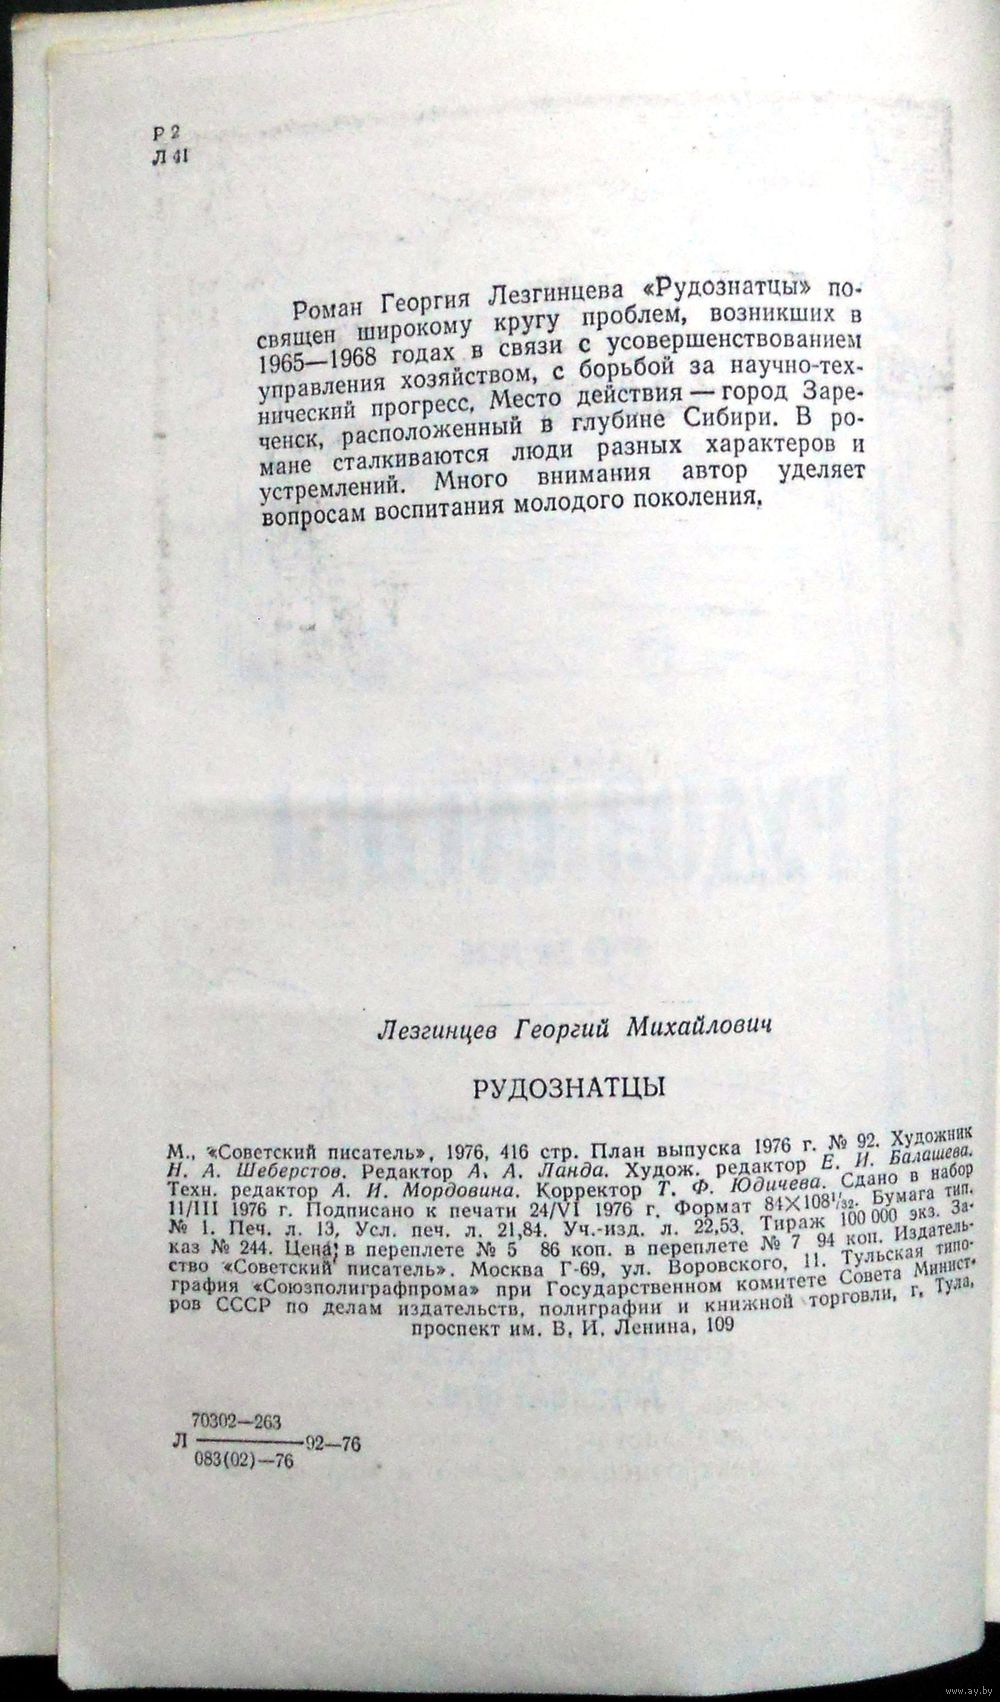 Р 2
Л 41
Роман Георгия Лезгинцева «Рудознатцы» по-
священ широкому кругу проблем, возникших в
1965—1968 годах в связи с усовершенствованием
управления хозяйством, с борьбой за научно-тех-
нический прогресс. Место действия — город Заре-
ченск, расположенный в глубине Сибири. В ро-
мане сталкиваются люди разных характеров и
устремлений. Много внимания автор уделяет
вопросам воспитания молодого поколения.
Лезгинцев Георгий Михайлович
РУДОЗНАТЦЫ
М., «Советский писатель», 1976, 416 стр. План выпуска 1976 г. № 92. Художник
Н. А. Шеберстов. Редактор А. А. Ланда. Худож. редактор Е. И. Балашева.
Техн. редактор А. И. Мордовина. Корректор Т. Ф. Юдичева. Сдано в набор
11/III 1976 г. Подписано к печати 24/VI 1976 г. Формат 84×108¹/₃₂. Бумага тип.
№ 1. Печ. л. 13. Усл. печ. л. 21,84. Уч.-изд. л. 22,53. Тираж 100 000 экз. За-
каз № 244. Цена: в переплете № 5 86 коп. в переплете № 7 94 коп. Издатель-
ство «Советский писатель». Москва Г-69, ул. Воровского, 11. Тульская типо-
графия «Союзполиграфпрома» при Государственном комитете Совета Минист-
ров СССР по делам издательств, полиграфии и книжной торговли, г. Тула,
проспект им. В. И. Ленина, 109
70302—263
Л ———— 92—76
083(02)—76
www.ay.by